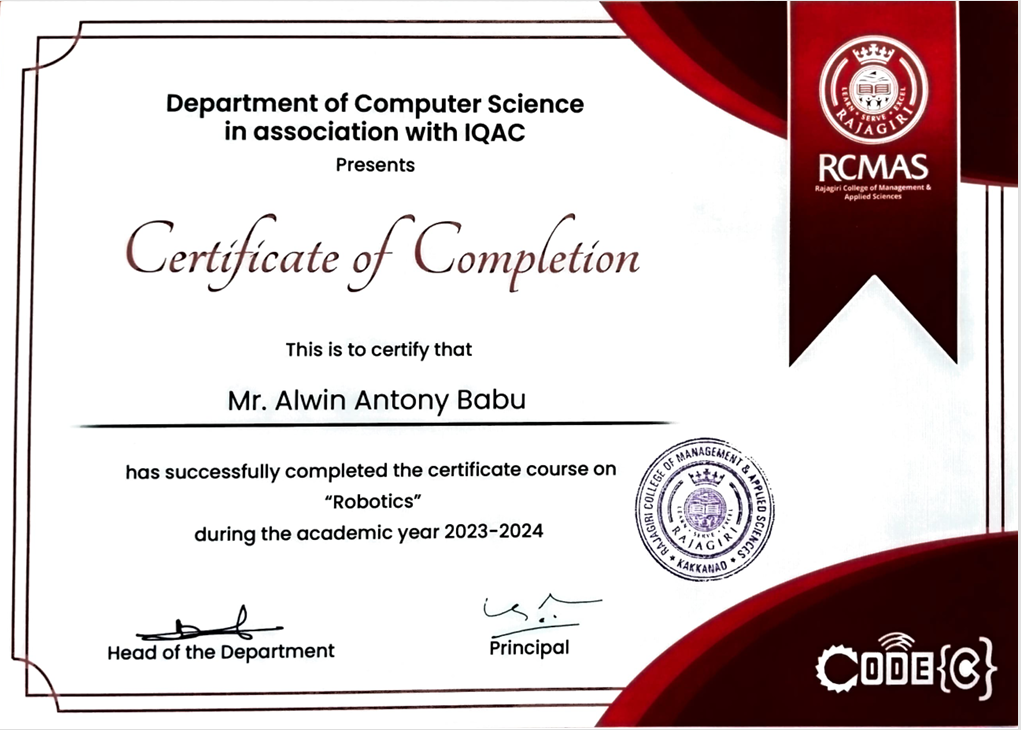 Department of Computer Science
in association with IQAC
Presents
Certificate of Completion
This is to certify that
Mr. Alwin Antony Babu
has successfully completed the certificate course on
“Robotics”
during the academic year 2023-2024
Head of the Department
Principal
LEARN • SERVE • EXCEL
RAJAGIRI
RCMAS
Rajagiri College of Management &
Applied Sciences
RAJAGIRI COLLEGE OF MANAGEMENT & APPLIED SCIENCES
★ KAKKANAD ★
LEARN • SERVE • EXCEL
RAJAGIRI
CODE{C}